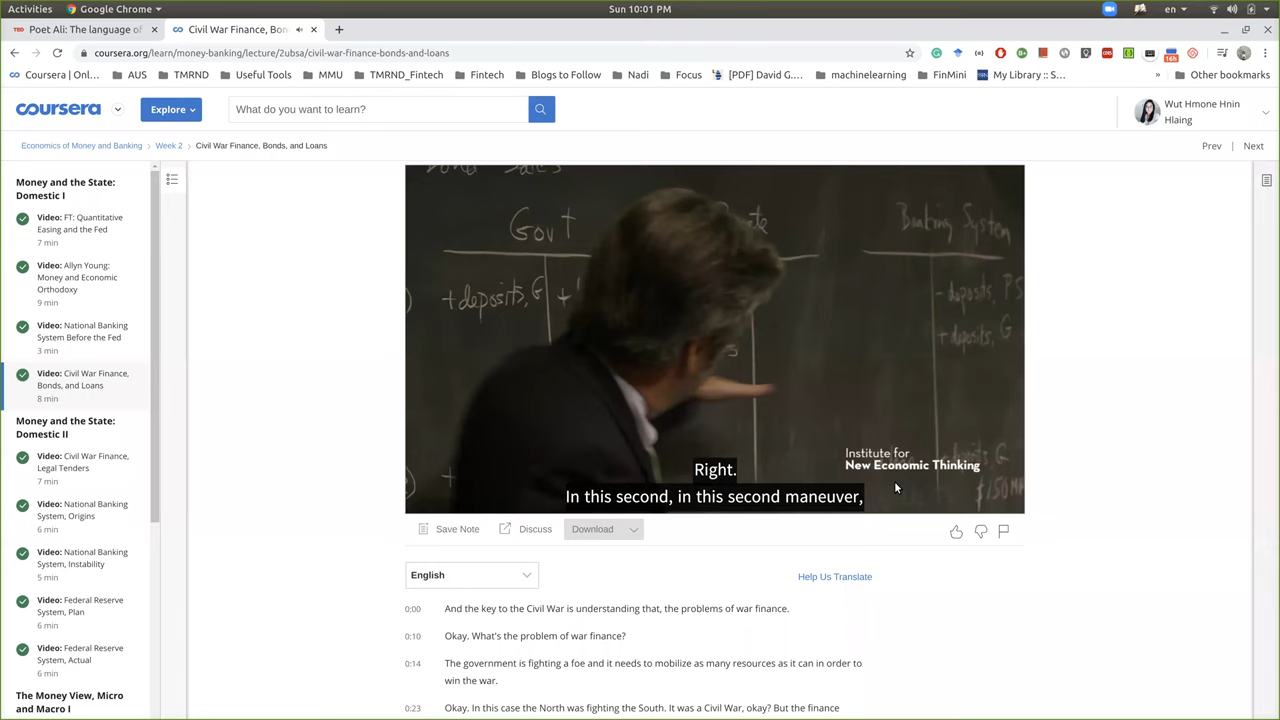 Activities
Google Chrome
Sun 10:01 PM
en
Poet Ali: The language of
Civil War Finance, Bon
coursera.org/learn/money-banking/lecture/2ubsa/civil-war-finance-bonds-and-loans
Coursera | Onl...
AUS
TMRND
Useful Tools
MMU
TMRND_Fintech
Fintech
Blogs to Follow
Nadi
Focus
[PDF] David G....
machinelearning
FinMini
My Library :: S...
»
Other bookmarks
coursera
Explore
What do you want to learn?
Wut Hmone Hnin
Hlaing
Economics of Money and Banking > Week 2 > Civil War Finance, Bonds, and Loans
Prev | Next
Money and the State:
Domestic I
Video: FT: Quantitative
Easing and the Fed
7 min
Video: Allyn Young:
Money and Economic
Orthodoxy
9 min
Video: National Banking
System Before the Fed
3 min
Video: Civil War Finance,
Bonds, and Loans
8 min
Money and the State:
Domestic II
Video: Civil War Finance,
Legal Tenders
7 min
Video: National Banking
System, Origins
6 min
Video: National Banking
System, Instability
5 min
Video: Federal Reserve
System, Plan
6 min
Video: Federal Reserve
System, Actual
6 min
The Money View, Micro
and Macro I
Bond Sales
Gov't
Banking System
+deposits, G
-deposits, PS
+deposits, G
Institute for
New Economic Thinking
Right.
In this second, in this second maneuver,
Save Note
Discuss
Download
English
Help Us Translate
0:00 And the key to the Civil War is understanding that, the problems of war finance.
0:10 Okay. What's the problem of war finance?
0:14 The government is fighting a foe and it needs to mobilize as many resources as it can in order to
win the war.
0:23 Okay. In this case the North was fighting the South. It was a Civil War, okay? But the finance